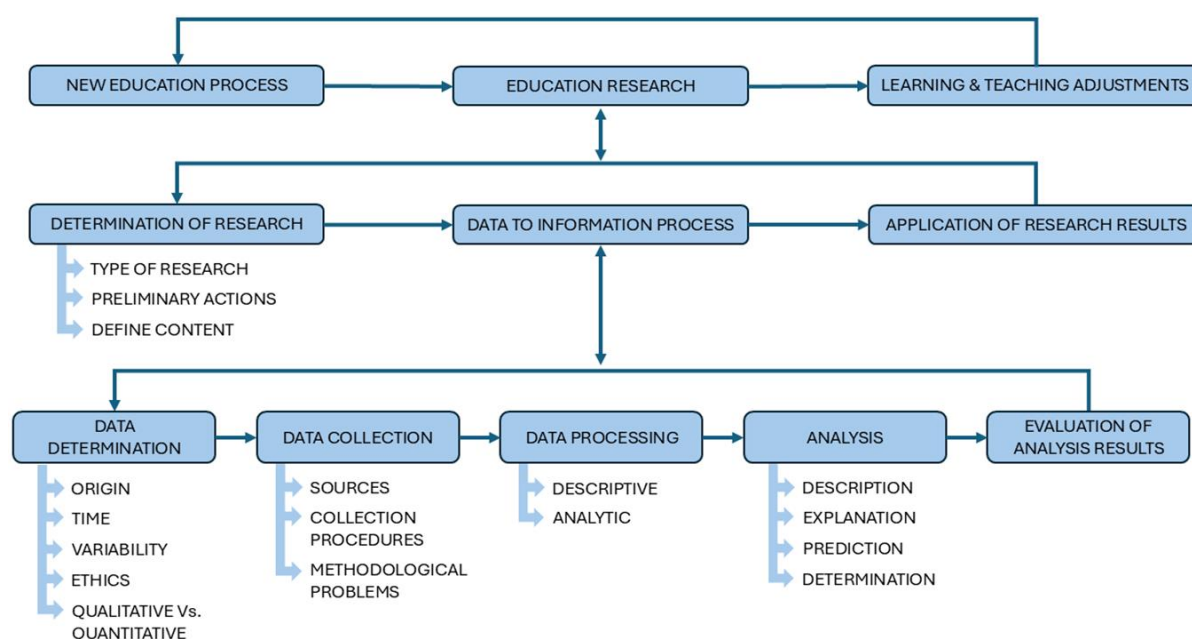 NEW EDUCATION PROCESS
EDUCATION RESEARCH
LEARNING & TEACHING ADJUSTMENTS
DETERMINATION OF RESEARCH
DATA TO INFORMATION PROCESS
APPLICATION OF RESEARCH RESULTS
TYPE OF RESEARCH
PRELIMINARY ACTIONS
DEFINE CONTENT
DATA
DETERMINATION
DATA COLLECTION
DATA PROCESSING
ANALYSIS
EVALUATION OF
ANALYSIS RESULTS
ORIGIN
TIME
VARIABILITY
ETHICS
QUALITATIVE Vs.
QUANTITATIVE
SOURCES
COLLECTION
PROCEDURES
METHODOLOGICAL
PROBLEMS
DESCRIPTIVE
ANALYTIC
DESCRIPTION
EXPLANATION
PREDICTION
DETERMINATION